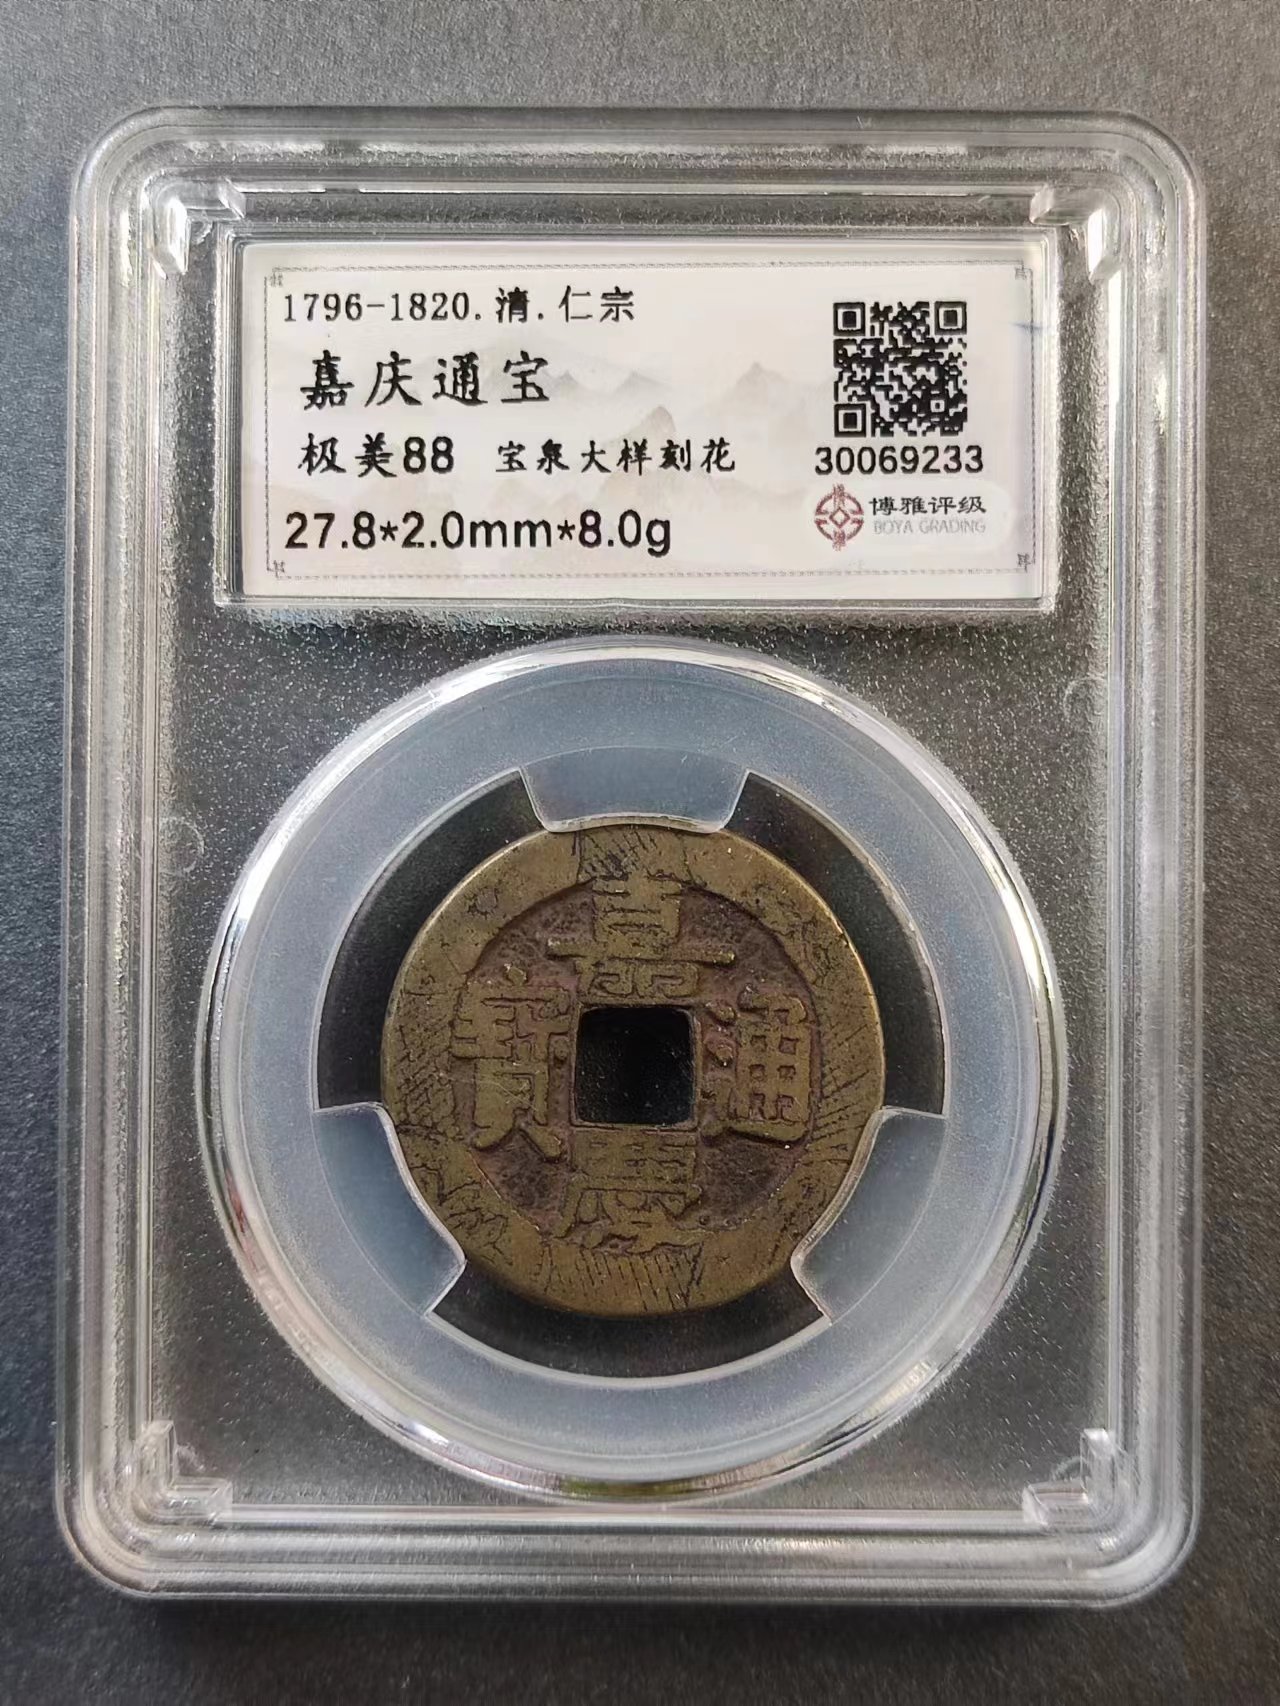 1796-1820.清.仁宗
嘉庆通宝
极美88 宝泉大样刻花
27.8*2.0mm*8.0g
30069233
博雅评级
BOYA GRADING
嘉慶通寶